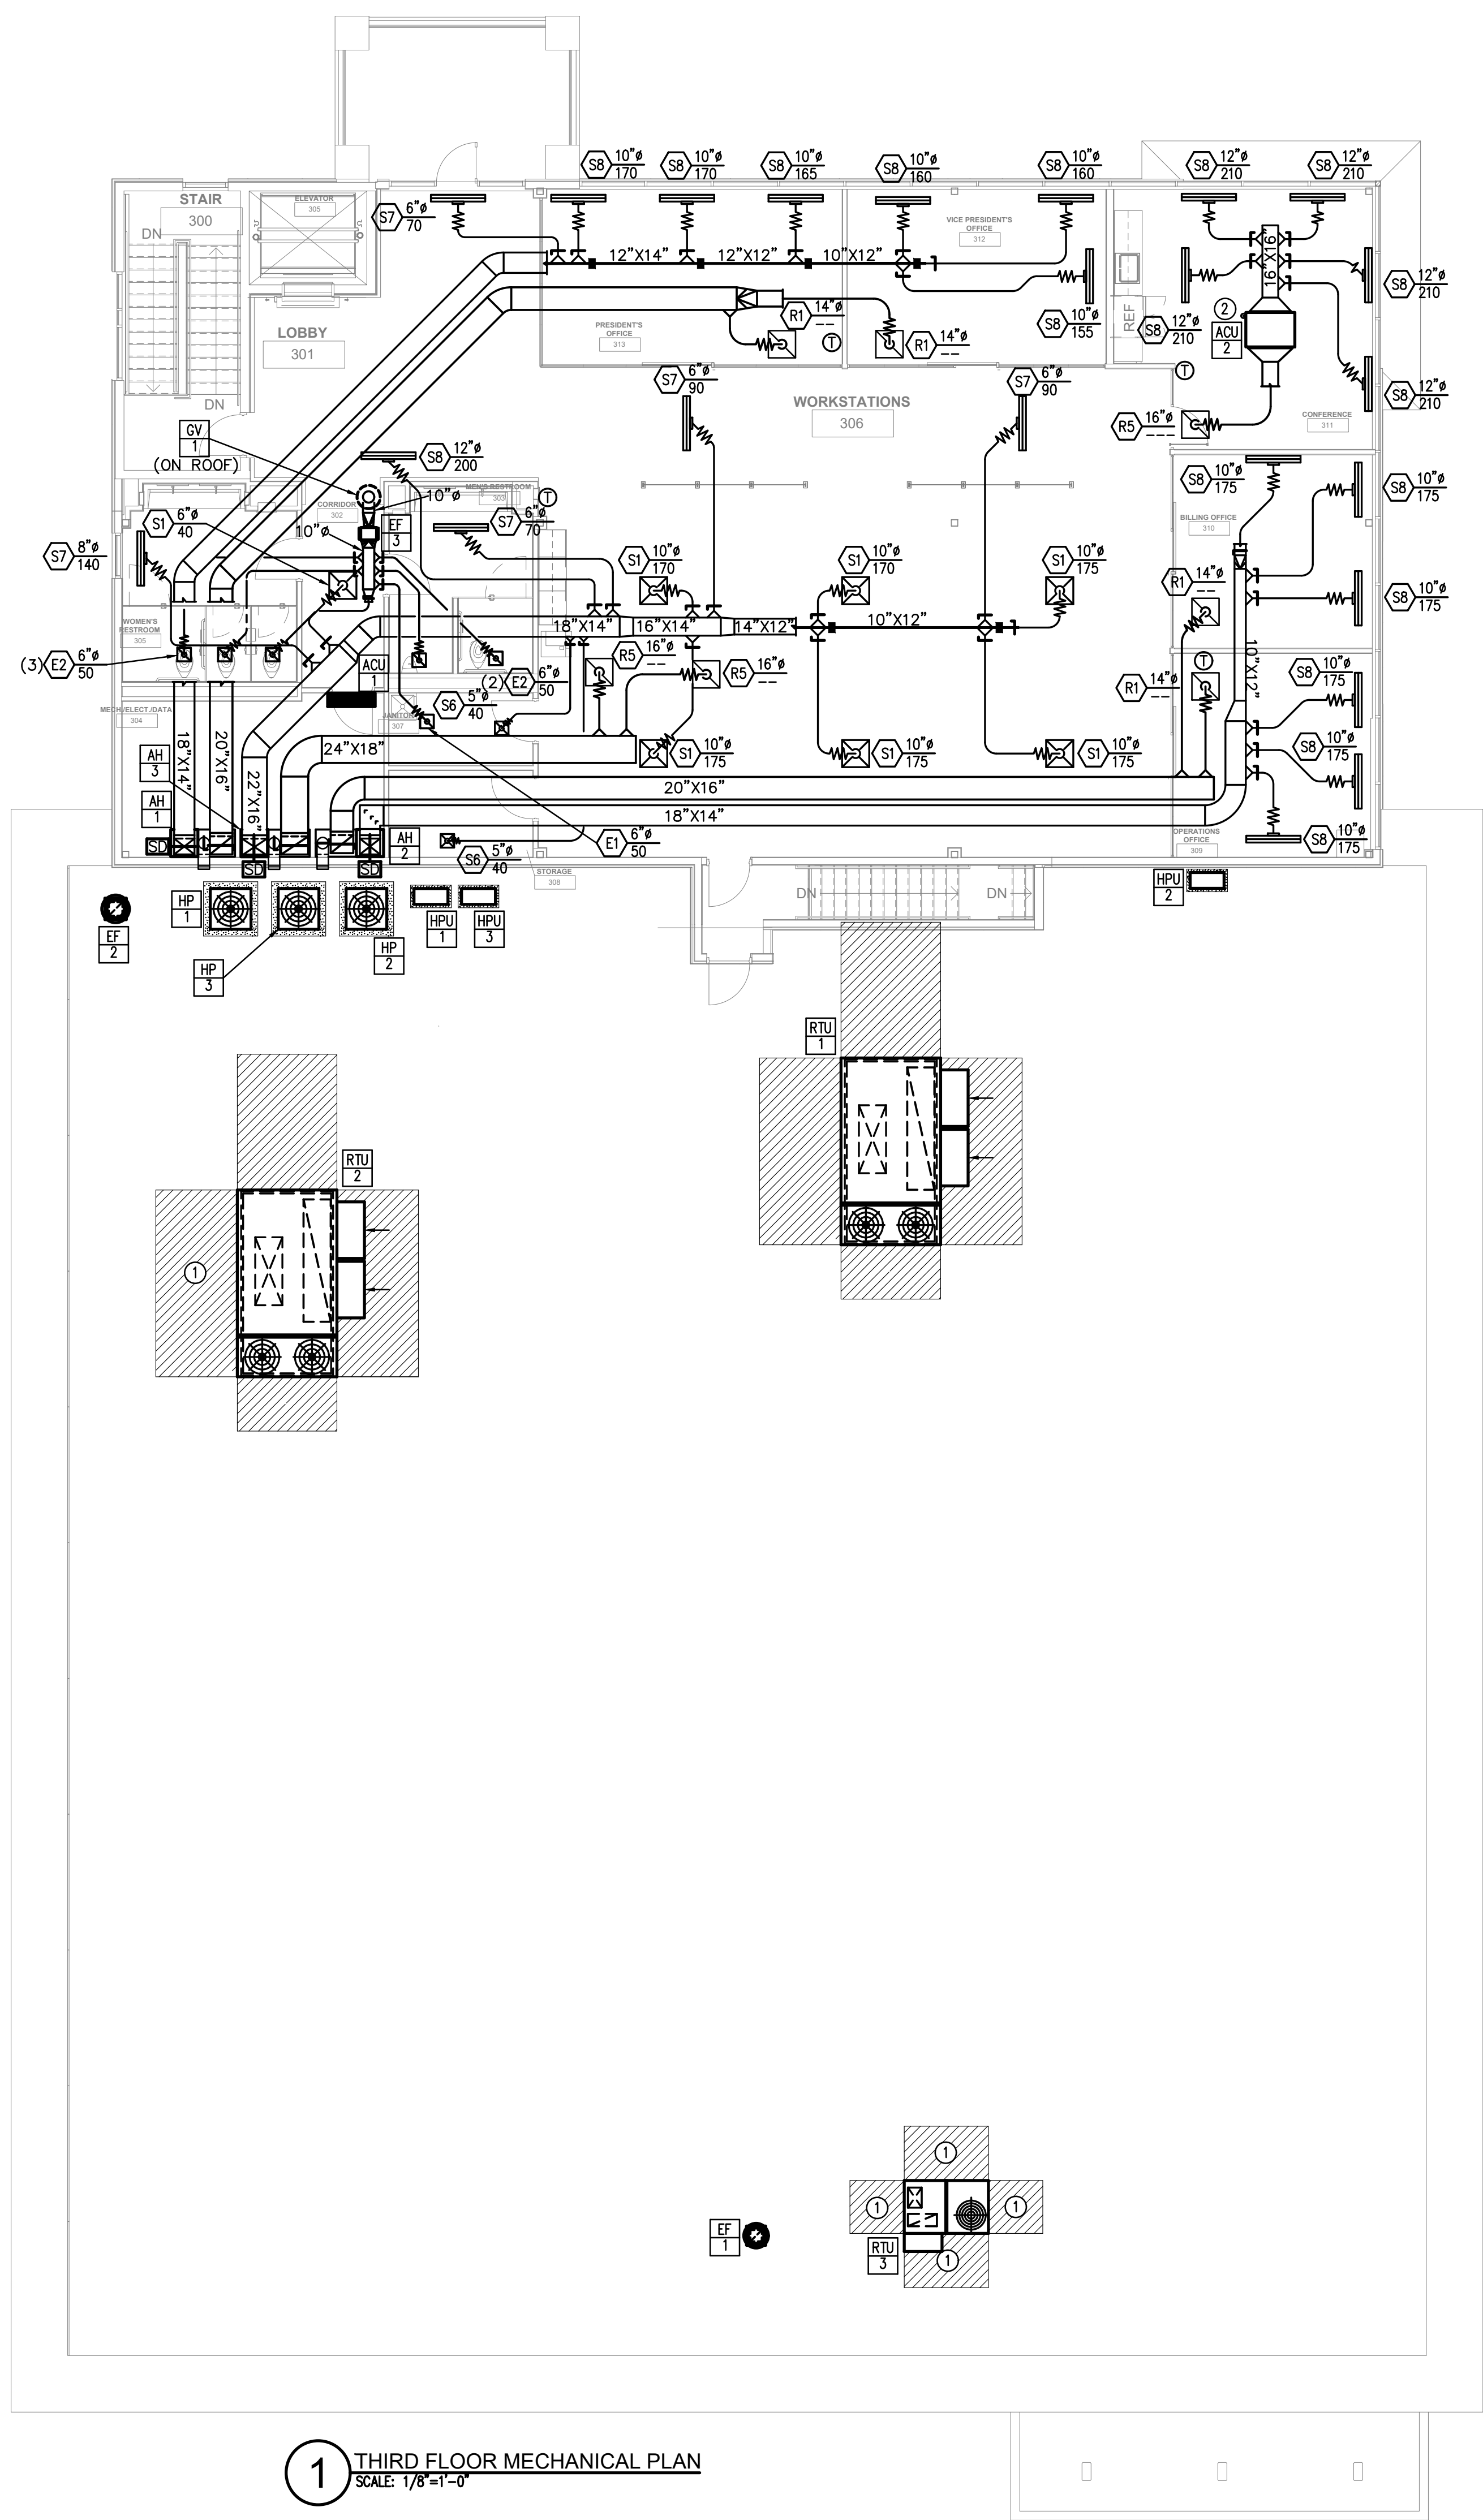 S8 10"ø 170
S8 10"ø 170
S8 10"ø 165
S8 10"ø 160
S8 10"ø 160
S8 12"ø 210
S8 12"ø 210
STAIR
300
DN
ELEVATOR
305
S7 6"ø 70
VICE PRESIDENT'S
OFFICE
312
12"X14"
12"X12"
10"X12"
16"X16"
S8 12"ø 210
LOBBY
301
PRESIDENT'S
OFFICE
313
R1 14"ø --
T
R1 14"ø --
S8 10"ø 155
REF
S8 12"ø 210
2
ACU 2
T
S7 6"ø 90
S7 6"ø 90
S8 12"ø 210
DN
WORKSTATIONS
306
R5 16"ø ---
CONFERENCE
311
GV 1
(ON ROOF)
S8 12"ø 200
MEN'S RESTROOM
303
10"ø
T
CORRIDOR
302
S8 10"ø 175
S8 10"ø 175
BILLING OFFICE
310
S1 6"ø 40
10"ø
EF 3
S7 6"ø 70
S7 8"ø 140
S1 10"ø 170
S1 10"ø 170
S1 10"ø 175
R1 14"ø --
S8 10"ø 175
WOMEN'S
RESTROOM
305
18"X14"
16"X14"
14"X12"
10"X12"
(3) E2 6"ø 50
ACU 1
(2) E2 6"ø 50
R5 16"ø --
R5 16"ø --
T
R1 14"ø --
10"X12"
S8 10"ø 175
MECH./ELECT./DATA
304
S6 5"ø 40
JANITOR
307
18"X14"
20"X16"
22"X16"
24"X18"
S1 10"ø 175
S1 10"ø 175
S1 10"ø 175
S8 10"ø 175
AH 3
AH 1
20"X16"
18"X14"
SD
SD
SD
AH 2
S6 5"ø 40
E1 6"ø 50
OPERATIONS
OFFICE
309
S8 10"ø 175
STORAGE
308
HP 1
HPU 1
HPU 3
DN
DN
HPU 2
EF 2
HP 3
HP 2
RTU 1
RTU 2
1
1
1
1
EF 1
RTU 3
1
1 THIRD FLOOR MECHANICAL PLAN
SCALE: 1/8"=1'-0"